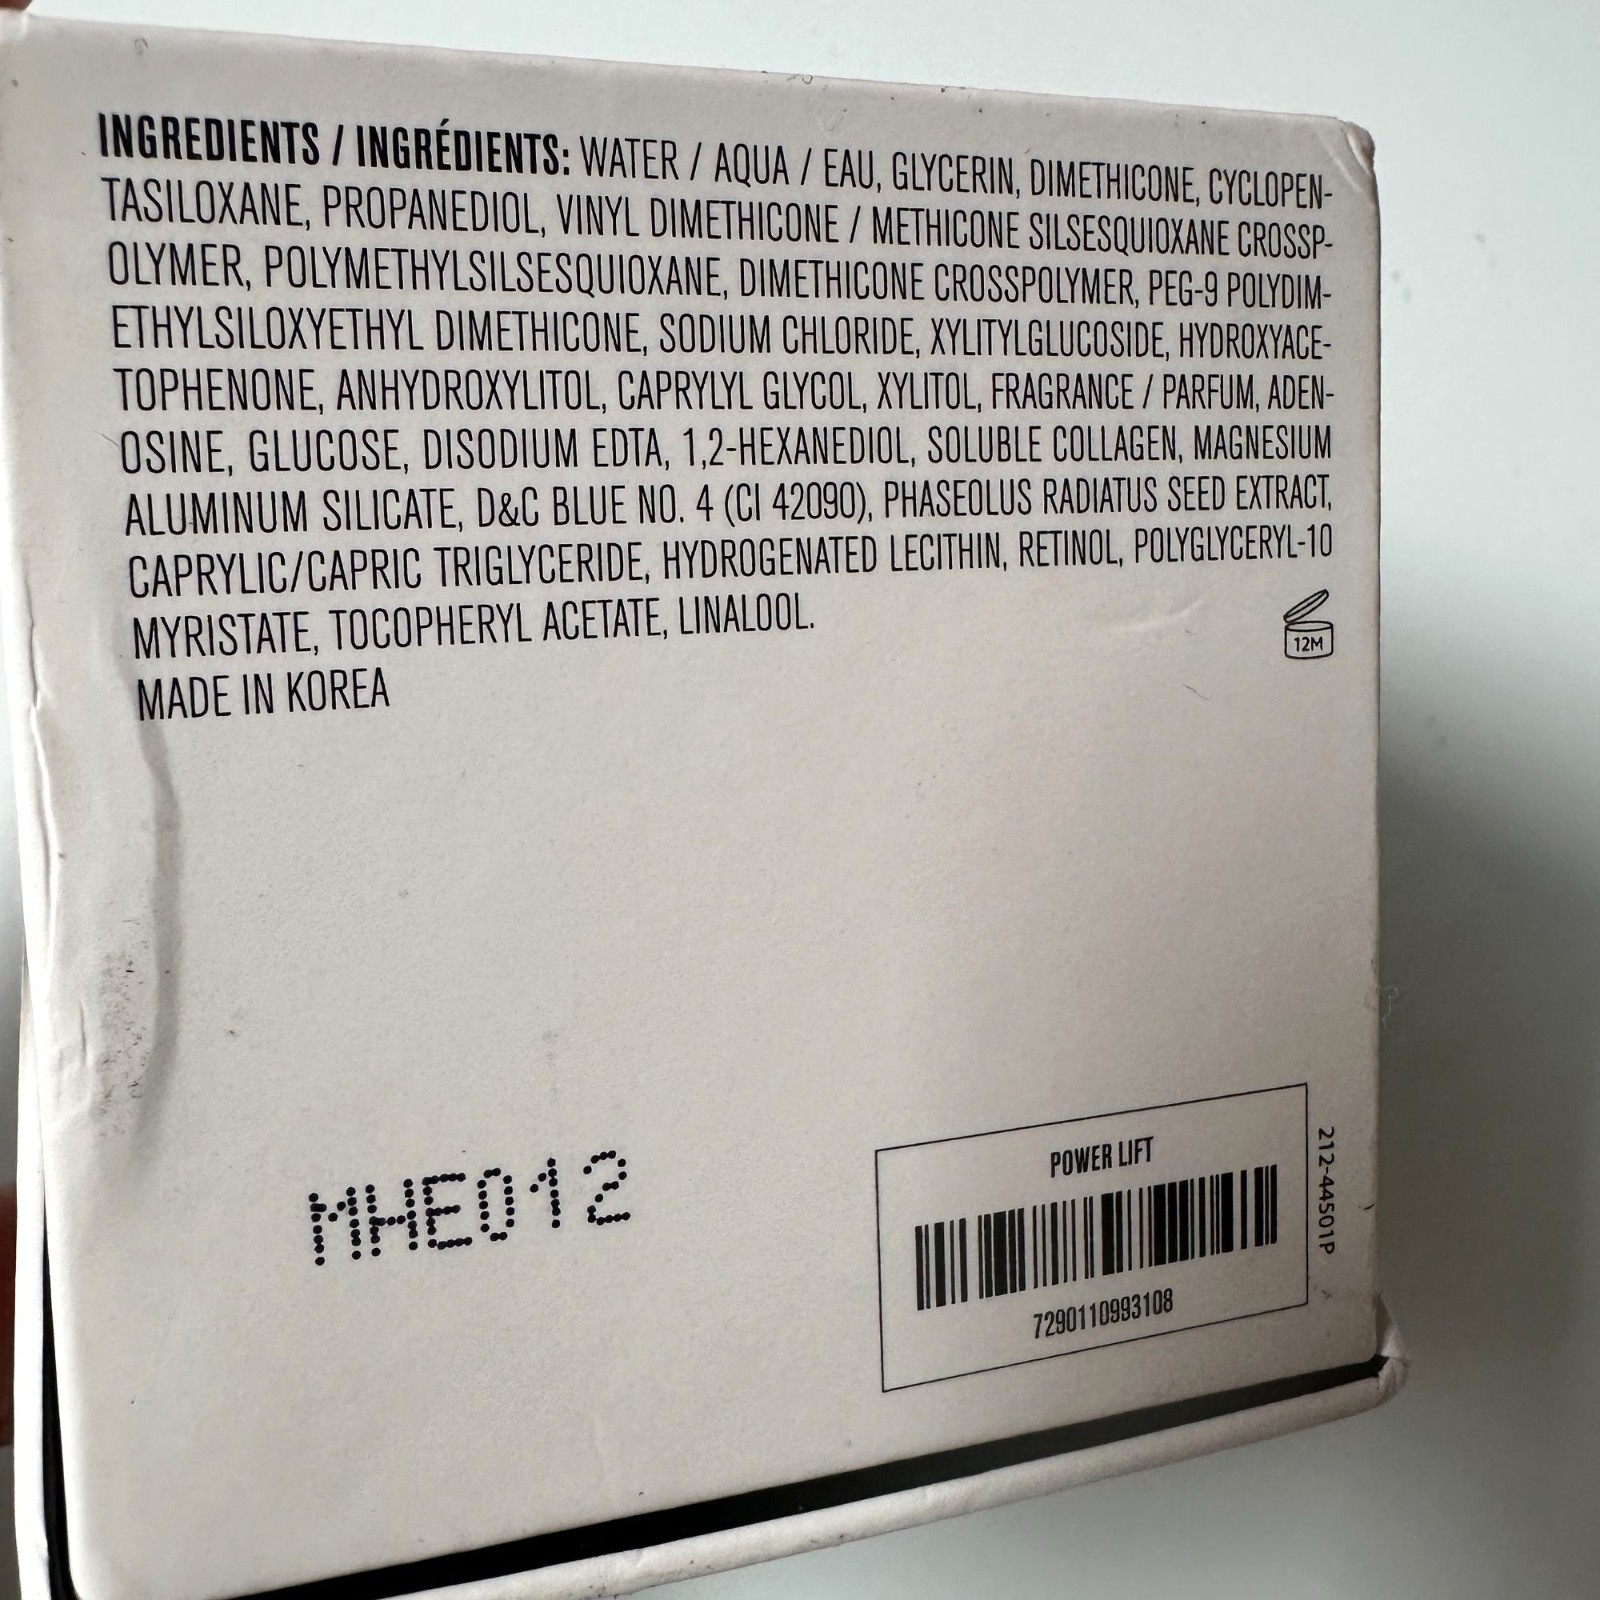 INGREDIENTS / INGRÉDIENTS: WATER / AQUA / EAU, GLYCERIN, DIMETHICONE, CYCLOPEN-
TASILOXANE, PROPANEDIOL, VINYL DIMETHICONE / METHICONE SILSESQUIOXANE CROSSP-
OLYMER, POLYMETHYLSILSESQUIOXANE, DIMETHICONE CROSSPOLYMER, PEG-9 POLYDIM-
ETHYLSILOXYETHYL DIMETHICONE, SODIUM CHLORIDE, XYLITYLGLUCOSIDE, HYDROXYACE-
TOPHENONE, ANHYDROXYLITOL, CAPRYLYL GLYCOL, XYLITOL, FRAGRANCE / PARFUM, ADEN-
OSINE, GLUCOSE, DISODIUM EDTA, 1,2-HEXANEDIOL, SOLUBLE COLLAGEN, MAGNESIUM
ALUMINUM SILICATE, D&C BLUE NO. 4 (CI 42090), PHASEOLUS RADIATUS SEED EXTRACT,
CAPRYLIC/CAPRIC TRIGLYCERIDE, HYDROGENATED LECITHIN, RETINOL, POLYGLYCERYL-10
MYRISTATE, TOCOPHERYL ACETATE, LINALOOL.
12M
MADE IN KOREA
MHE012
POWER LIFT
7290110993108
212-44501P